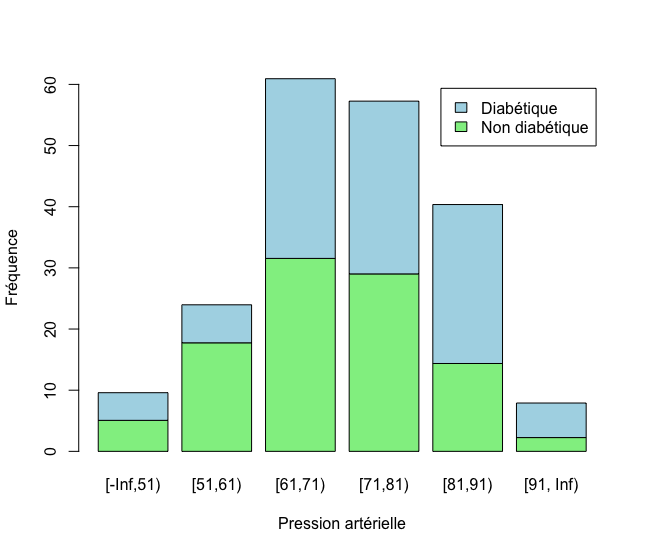 Diabétique
Non diabétique
Fréquence
60
50
40
30
20
10
0
[-Inf,51) [51,61) [61,71) [71,81) [81,91) [91, Inf)
Pression artérielle